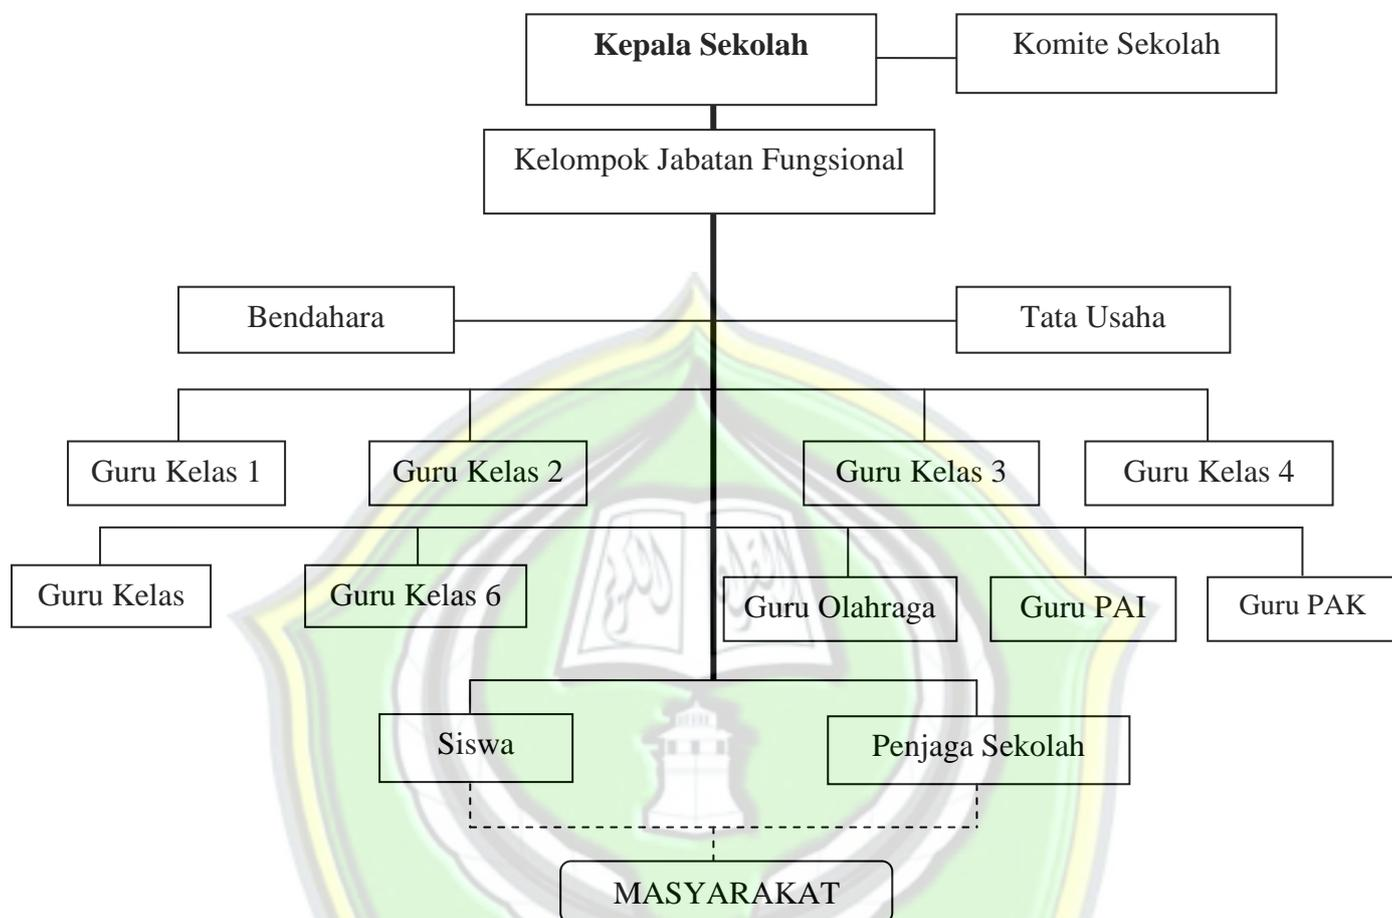 Kepala Sekolah
Komite Sekolah
Kelompok Jabatan Fungsional
Bendahara
Tata Usaha
Guru Kelas 1
Guru Kelas 2
Guru Kelas 3
Guru Kelas 4
Guru Kelas
Guru Kelas 6
Guru Olahraga
Guru PAI
Guru PAK
Siswa
Penjaga Sekolah
MASYARAKAT